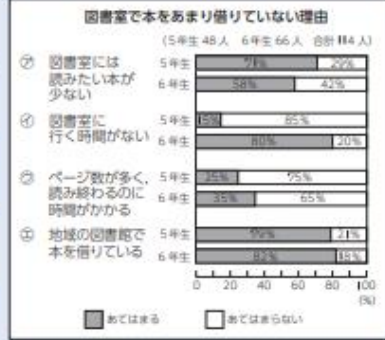 図書室で本をあまり借りていない理由
(5年生48人 6年生66人 合計114人)
㋐ 図書室には
読みたい本が
少ない
5年生 71% 29%
6年生 58% 42%
㋑ 図書室に
行く時間がない
5年生 15% 85%
6年生 80% 20%
㋒ ページ数が多く,
読み終わるのに
時間がかかる
5年生 25% 75%
6年生 35% 65%
㋓ 地域の図書館で
本を借りている
5年生 79% 21%
6年生 82% 18%
0 20 40 60 80 100
(%)
あてはまる あてはまらない